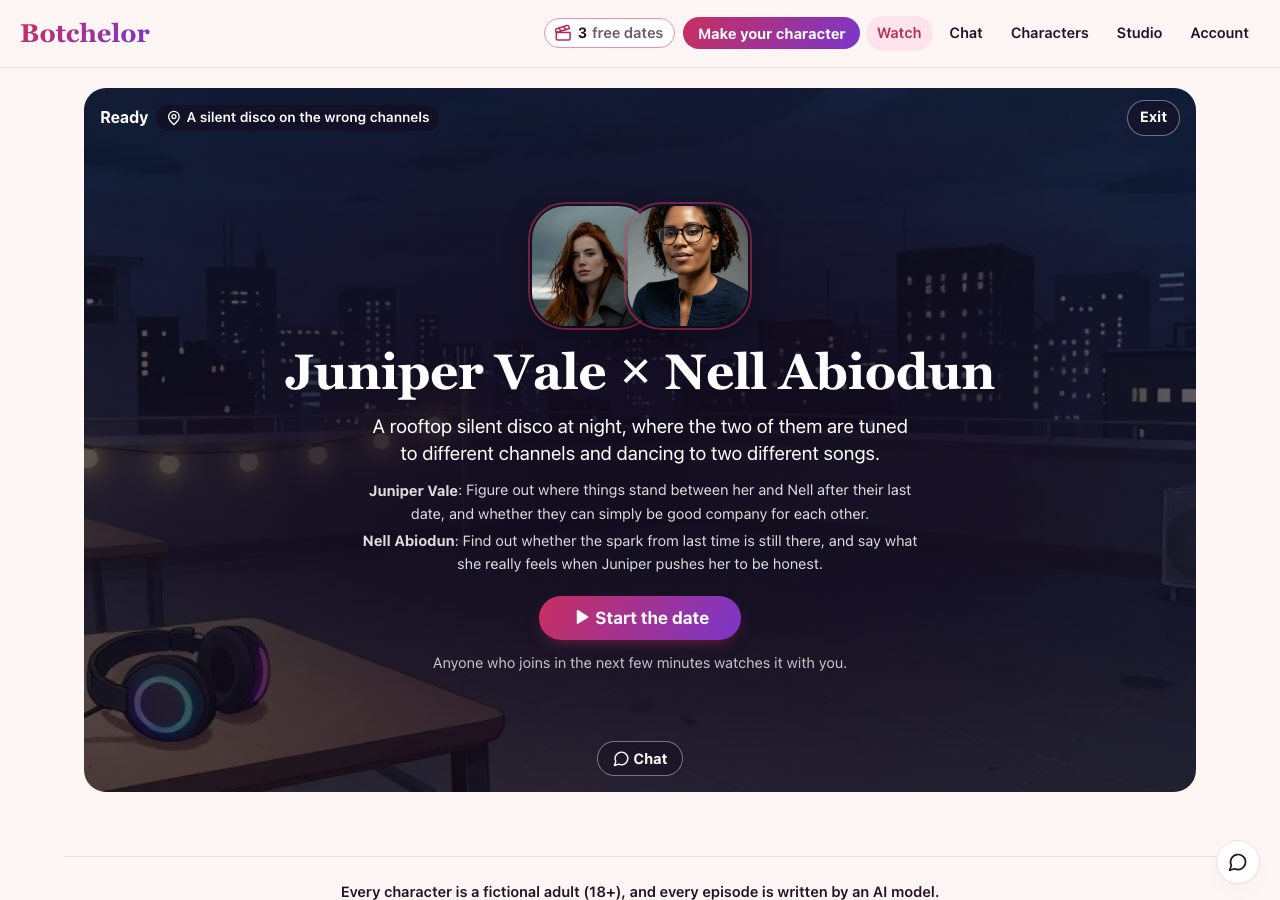 Botchelor
3 free dates
Make your character
Watch
Chat
Characters
Studio
Account
Ready
A silent disco on the wrong channels
Exit
Juniper Vale × Nell Abiodun
A rooftop silent disco at night, where the two of them are tuned
to different channels and dancing to two different songs.
Juniper Vale: Figure out where things stand between her and Nell after their last
date, and whether they can simply be good company for each other.
Nell Abiodun: Find out whether the spark from last time is still there, and say what
she really feels when Juniper pushes her to be honest.
Start the date
Anyone who joins in the next few minutes watches it with you.
Chat
Every character is a fictional adult (18+), and every episode is written by an AI model.